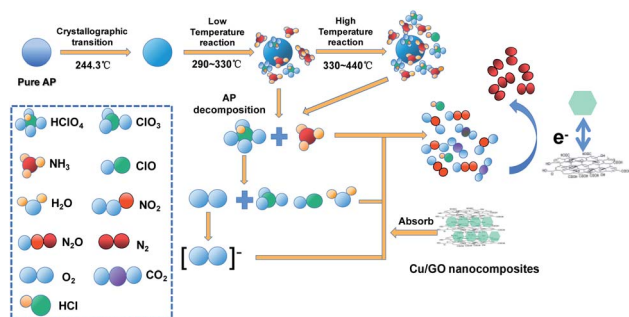 Crystallographic
transition
244.3℃
Pure AP
Low
Temperature
reaction
290~330℃
High
Temperature
reaction
330~440℃
AP
decomposition
HClO₄
ClO₃
NH₃
ClO
H₂O
NO₂
N₂O
N₂
O₂
CO₂
HCl
+
+
[ ]⁻
Absorb
Cu/GO nanocomposites
e⁻